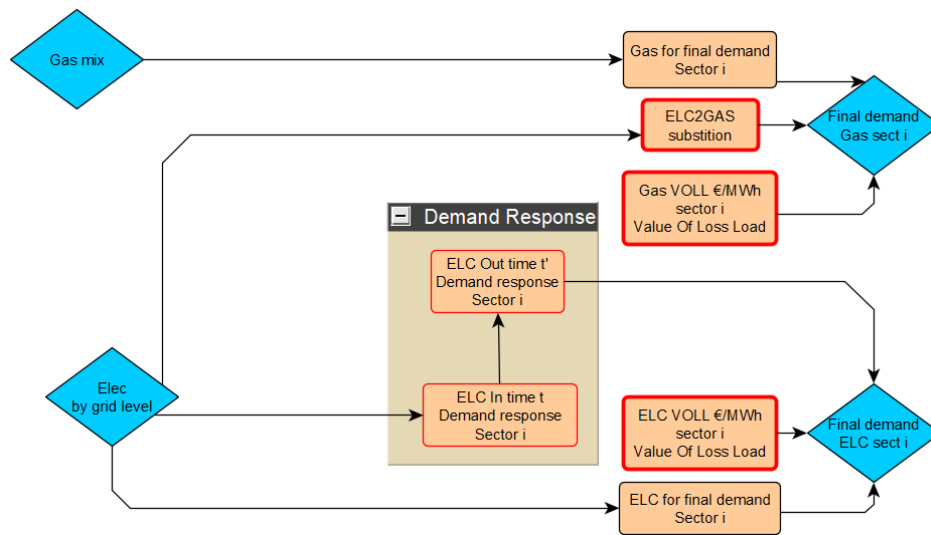 Gas mix
Gas for final demand
Sector i
ELC2GAS
substition
Final demand
Gas sect i
Gas VOLL €/MWh
sector i
Value Of Loss Load
Demand Response
ELC Out time t'
Demand response
Sector i
Elec
by grid level
ELC In time t
Demand response
Sector i
ELC VOLL €/MWh
sector i
Value Of Loss Load
Final demand
ELC sect i
ELC for final demand
Sector i